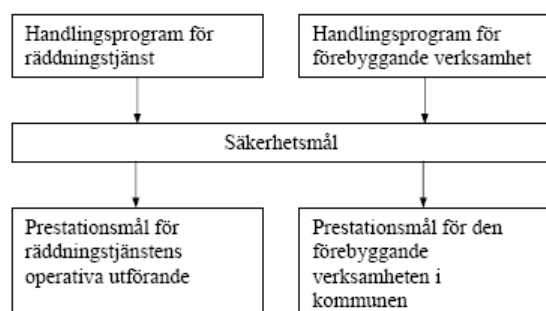 Handlingsprogram för
räddningstjänst
Handlingsprogram för
förebyggande verksamhet
Säkerhetsmål
Prestationsmål för
räddningstjänstens
operativa utförande
Prestationsmål för den
förebyggande
verksamheten i
kommunen